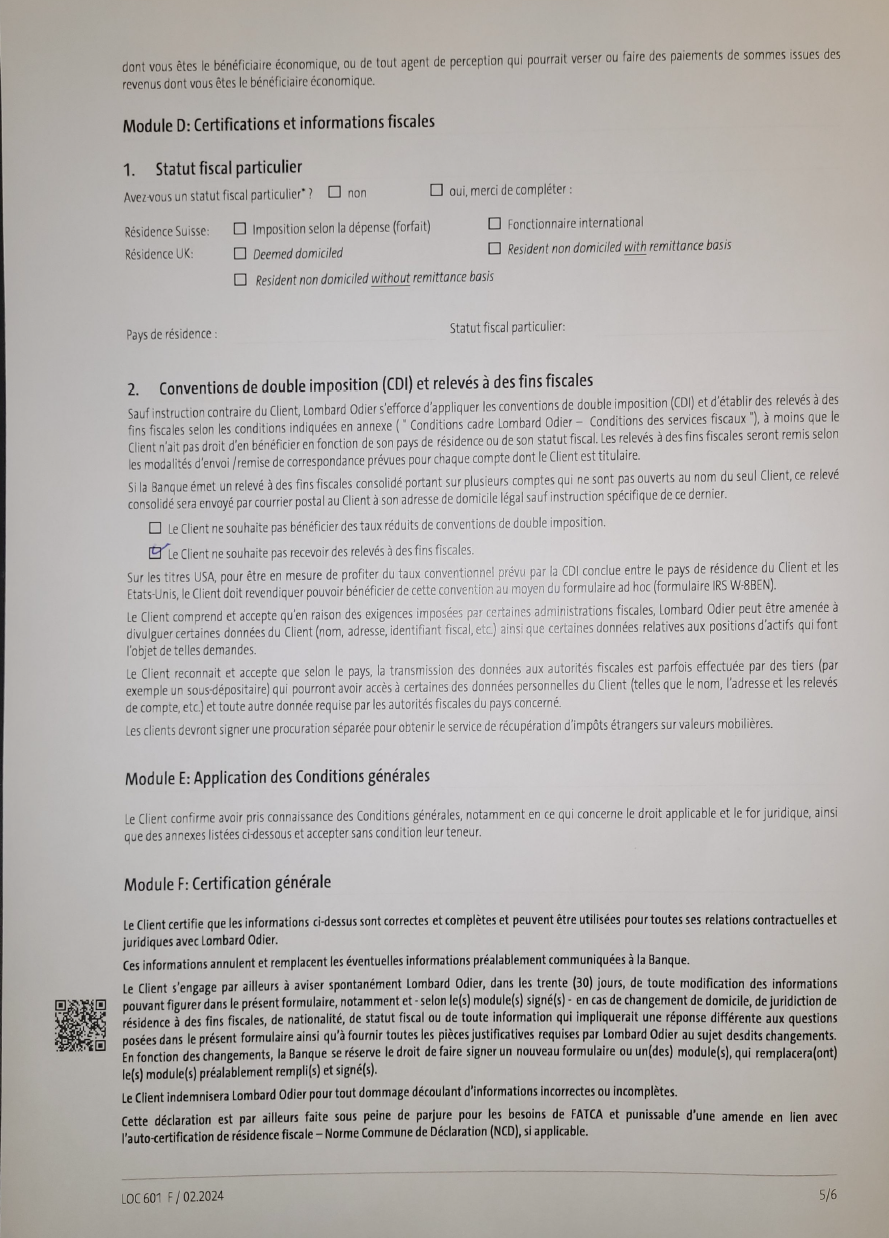 dont vous êtes le bénéficiaire économique, ou de tout agent de perception qui pourrait verser ou faire des paiements de sommes issues des
revenus dont vous êtes le bénéficiaire économique.
Module D: Certifications et informations fiscales
1. Statut fiscal particulier
Avez-vous un statut fiscal particulier* ? ☐ non ☐ oui, merci de compléter :
Résidence Suisse: ☐ Imposition selon la dépense (forfait) ☐ Fonctionnaire international
Résidence UK: ☐ Deemed domiciled ☐ Resident non domiciled with remittance basis
☐ Resident non domiciled without remittance basis
Pays de résidence : Statut fiscal particulier:
2. Conventions de double imposition (CDI) et relevés à des fins fiscales
Sauf instruction contraire du Client, Lombard Odier s'efforce d'appliquer les conventions de double imposition (CDI) et d'établir des relevés à des
fins fiscales selon les conditions indiquées en annexe ( " Conditions cadre Lombard Odier – Conditions des services fiscaux "), à moins que le
Client n'ait pas droit d'en bénéficier en fonction de son pays de résidence ou de son statut fiscal. Les relevés à des fins fiscales seront remis selon
les modalités d'envoi /remise de correspondance prévues pour chaque compte dont le Client est titulaire.
Si la Banque émet un relevé à des fins fiscales consolidé portant sur plusieurs comptes qui ne sont pas ouverts au nom du seul Client, ce relevé
consolidé sera envoyé par courrier postal au Client à son adresse de domicile légal sauf instruction spécifique de ce dernier.
☐ Le Client ne souhaite pas bénéficier des taux réduits de conventions de double imposition.
☑ Le Client ne souhaite pas recevoir des relevés à des fins fiscales.
Sur les titres USA, pour être en mesure de profiter du taux conventionnel prévu par la CDI conclue entre le pays de résidence du Client et les
Etats-Unis, le Client doit revendiquer pouvoir bénéficier de cette convention au moyen du formulaire ad hoc (formulaire IRS W-8BEN).
Le Client comprend et accepte qu'en raison des exigences imposées par certaines administrations fiscales, Lombard Odier peut être amenée à
divulguer certaines données du Client (nom, adresse, identifiant fiscal, etc.) ainsi que certaines données relatives aux positions d'actifs qui font
l'objet de telles demandes.
Le Client reconnait et accepte que selon le pays, la transmission des données aux autorités fiscales est parfois effectuée par des tiers (par
exemple un sous-dépositaire) qui pourront avoir accès à certaines des données personnelles du Client (telles que le nom, l'adresse et les relevés
de compte, etc.) et toute autre donnée requise par les autorités fiscales du pays concerné.
Les clients devront signer une procuration séparée pour obtenir le service de récupération d'impôts étrangers sur valeurs mobilières.
Module E: Application des Conditions générales
Le Client confirme avoir pris connaissance des Conditions générales, notamment en ce qui concerne le droit applicable et le for juridique, ainsi
que des annexes listées ci-dessous et accepter sans condition leur teneur.
Module F: Certification générale
Le Client certifie que les informations ci-dessus sont correctes et complètes et peuvent être utilisées pour toutes ses relations contractuelles et
juridiques avec Lombard Odier.
Ces informations annulent et remplacent les éventuelles informations préalablement communiquées à la Banque.
Le Client s'engage par ailleurs à aviser spontanément Lombard Odier, dans les trente (30) jours, de toute modification des informations
pouvant figurer dans le présent formulaire, notamment et - selon le(s) module(s) signé(s) - en cas de changement de domicile, de juridiction de
résidence à des fins fiscales, de nationalité, de statut fiscal ou de toute information qui impliquerait une réponse différente aux questions
posées dans le présent formulaire ainsi qu'à fournir toutes les pièces justificatives requises par Lombard Odier au sujet desdits changements.
En fonction des changements, la Banque se réserve le droit de faire signer un nouveau formulaire ou un(des) module(s), qui remplacera(ont)
le(s) module(s) préalablement rempli(s) et signé(s).
Le Client indemnisera Lombard Odier pour tout dommage découlant d'informations incorrectes ou incomplètes.
Cette déclaration est par ailleurs faite sous peine de parjure pour les besoins de FATCA et punissable d'une amende en lien avec
l'auto-certification de résidence fiscale – Norme Commune de Déclaration (NCD), si applicable.
LOC 601 F / 02.2024 5/6